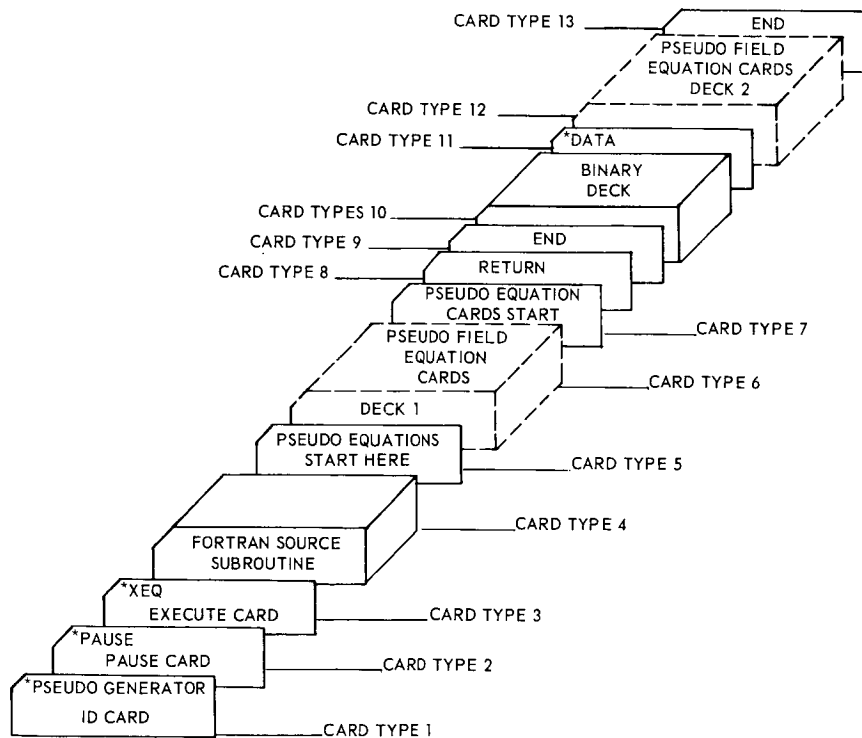 CARD TYPE 13
END
PSEUDO FIELD
EQUATION CARDS
DECK 2
CARD TYPE 12
*DATA
CARD TYPE 11
BINARY
DECK
CARD TYPES 10
END
CARD TYPE 9
RETURN
CARD TYPE 8
PSEUDO EQUATION
CARDS START
CARD TYPE 7
PSEUDO FIELD
EQUATION
CARDS
CARD TYPE 6
DECK 1
PSEUDO EQUATIONS
START HERE
CARD TYPE 5
CARD TYPE 4
FORTRAN SOURCE
SUBROUTINE
*XEQ
EXECUTE CARD
CARD TYPE 3
*PAUSE
PAUSE CARD
CARD TYPE 2
*PSEUDO GENERATOR
ID CARD
CARD TYPE 1